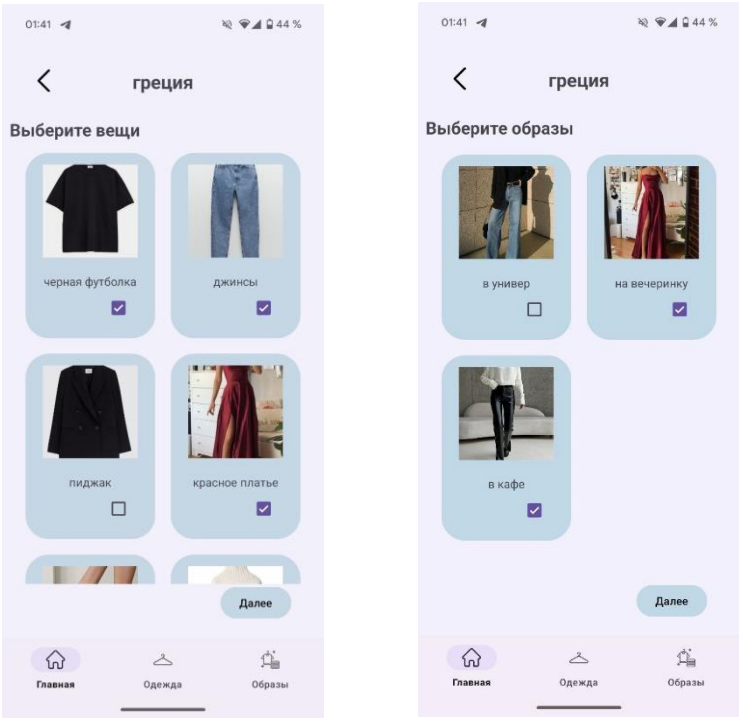 01:41
44 %
греция
Выберите вещи
черная футболка
джинсы
пиджак
красное платье
Далее
Главная
Одежда
Образы
01:41
44 %
греция
Выберите образы
в универ
на вечеринку
в кафе
Далее
Главная
Одежда
Образы